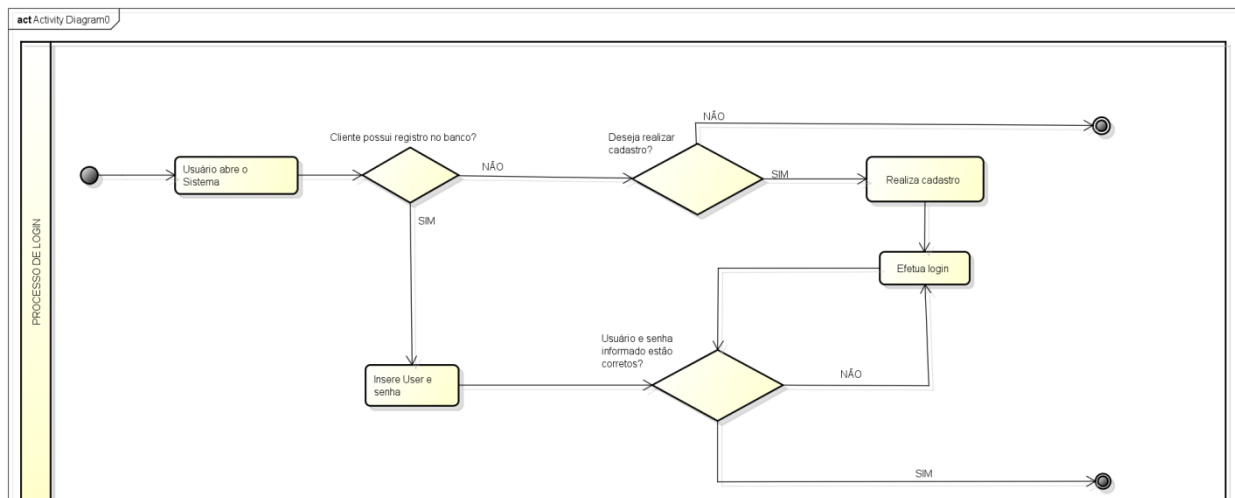 act Activity Diagram0
PROCESSO DE LOGIN
Cliente possui registro no banco?
Deseja realizar
cadastro?
NÃO
Usuário abre o
Sistema
NÃO
SIM
Realiza cadastro
SIM
Efetua login
Usuário e senha
informado estão
corretos?
Insere User e
senha
NÃO
SIM